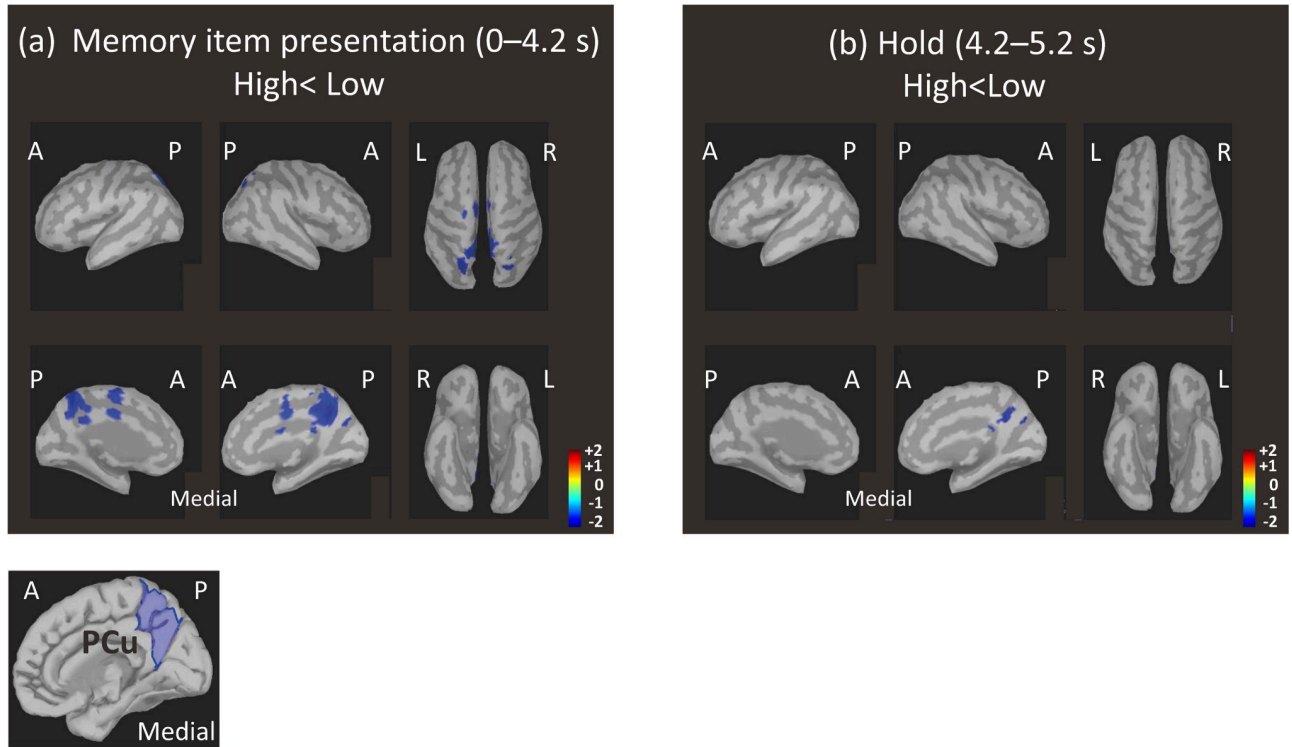 (a) Memory item presentation (0–4.2 s)
High< Low
A P P A L R
P A A P R L
Medial
+2
+1
0
-1
-2
(b) Hold (4.2–5.2 s)
High<Low
A P P A L R
P A A P R L
Medial
+2
+1
0
-1
-2
A P
PCu
Medial